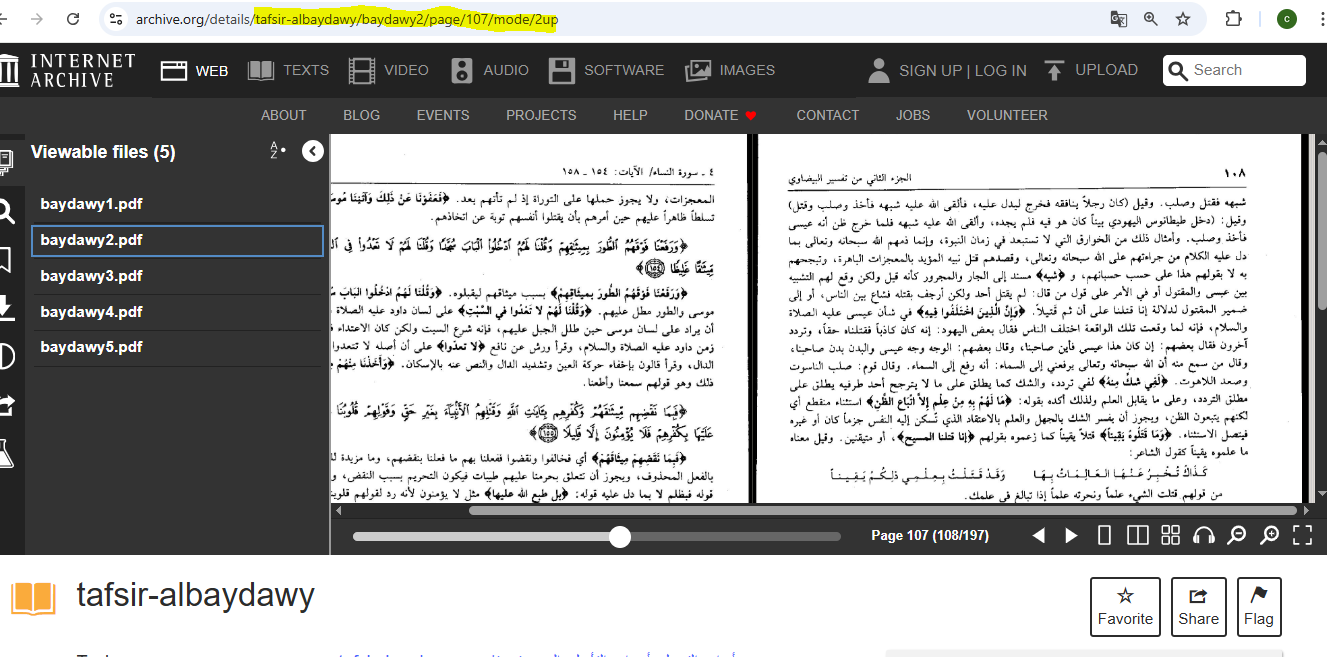 archive.org/details/tafsir-albaydawy/baydawy2/page/107/mode/2up
INTERNET ARCHIVE
WEB TEXTS VIDEO AUDIO SOFTWARE IMAGES SIGN UP | LOG IN UPLOAD Search
ABOUT BLOG EVENTS PROJECTS HELP DONATE CONTACT JOBS VOLUNTEER
Viewable files (5)
baydawy1.pdf
baydawy2.pdf
baydawy3.pdf
baydawy4.pdf
baydawy5.pdf
١٠٨ الجزء الثاني من تفسير البيضاوي
شبهه فقتل وصلب. وقيل (كان رجلاً ينافقه فخرج ليدل عليه، فألقى الله عليه شبهه فأخذ وصلب وقتل)
وقيل: (دخل طيطانوس اليهودي بيتاً كان هو فيه فلم يجده، وألقى الله عليه شبهه فلما خرج ظن أنه عيسى
فأخذ وصلب. وأمثال ذلك من الخوارق التي لا تستبعد في زمان النبوة، وإنما ذمهم الله سبحانه وتعالى بما
دل عليه الكلام من جراءتهم على الله سبحانه وتعالى، وقصدهم قتل نبيه المؤيد بالمعجزات الباهرة، وتبجحهم
به لا بقولهم هذا على حسب حسبانهم، و ﴿شبه﴾ مسند إلى الجار والمجرور كأنه قيل ولكن وقع لهم التشبيه
بين عيسى والمقتول أو في الأمر على قول من قال: لم يقتل أحد ولكن أرجف بقتله فشاع بين الناس، أو إلى
ضمير المقتول لدلالة إنا قتلنا على أن ثم قتيلاً. ﴿وَإِنَّ الَّذِينَ اخْتَلَفُوا فِيهِ﴾ في شأن عيسى عليه الصلاة
والسلام، فإنه لما وقعت تلك الواقعة اختلف الناس فقال بعض اليهود: إنه كان كاذباً فقتلناه حقاً، وتردد
آخرون فقال بعضهم: إن كان هذا عيسى فأين صاحبنا، وقال بعضهم: الوجه وجه عيسى والبدن بدن صاحبنا،
وقال من سمع منه أن الله سبحانه وتعالى يرفعني إلى السماء: أنه رفع إلى السماء. وقال قوم: صلب الناسوت
وصعد اللاهوت. ﴿لَفِي شَكٍّ مِنْهُ﴾ لفي تردد، والشك كما يطلق على ما لا يترجح أحد طرفيه يطلق على
مطلق التردد، وعلى ما يقابل العلم ولذلك أكده بقوله: ﴿مَا لَهُمْ بِهِ مِنْ عِلْمٍ إِلاَّ اتْبَاعَ الظَّنِّ﴾ استثناء منقطع أي
لكنهم يتبعون الظن، ويجوز أن يفسر الشك بالجهل والعلم بالاعتقاد الذي تسكن إليه النفس جزماً كان أو غيره
فيتصل الاستثناء. ﴿وَمَا قَتَلُوهُ يَقِيناً﴾ قتلاً يقيناً كما زعموه بقولهم ﴿إنا قتلنا المسيح﴾، أو متيقنين. وقيل معناه
ما علموه يقيناً كقول الشاعر:
كَذَاكَ تُخْبِرُ عَنْهَا العَالِمَاتُ بِهَا وَقَدْ قَتَلْتُ بِعِلْمِي ذلِكُمْ يَقِينَا
من قولهم قتلت الشيء علماً ونحرته علماً إذا تبالغ في علمك.
٤ ـ سورة النساء/ الآيات: ١٥٤ ـ ١٥٨
المعجزات، ولا يجوز حملها على التوراة إذ لم تأتهم بعد. ﴿فَعَفَوْنَا عَنْ ذَلِكَ وَآتَيْنَا
تسلطاً ظاهراً عليهم حين أمرهم بأن يقتلوا أنفسهم توبة عن اتخاذهم.
﴿وَرَفَعْنَا فَوْقَهُمُ الطُّورَ بِمِيثَٰقِهِمْ وَقُلْنَا لَهُمُ ادْخُلُوا الْبَابَ سُجَّدًا وَقُلْنَا لَهُمْ لَا تَعْدُوا فِي
مِّيثَٰقًا غَلِيظًا ١٥٤﴾
﴿وَرَفَعْنَا فَوْقَهُمُ الطُّورَ بِمِيثَاقِهِمْ﴾ بسبب ميثاقهم ليقبلوه. ﴿وَقُلْنَا لَهُمُ ادْخُلُوا البَابَ
موسى والطور مطل عليهم. ﴿وَقُلْنَا لَهُمْ لاَ تَعْدُوا في السَّبْتِ﴾ على لسان داود عليه الصلاة
أن يراد على لسان موسى حين ظلل الجبل عليهم، فإنه شرع السبت ولكن كان الاعتداء
زمن داود عليه الصلاة والسلام، وقرأ ورش عن نافع ﴿لا تعدوا﴾ على أن أصله لا تعتدوا
الدال، وقرأ قالون بإخفاء حركة العين وتشديد الدال والنص عنه بالإسكان. ﴿وَأَخَذْنَا مِنْهُمْ
ذلك وهو قولهم سمعنا وأطعنا.
﴿فَبِمَا نَقْضِهِم مِّيثَٰقَهُمْ وَكُفْرِهِم بِـَٔايَٰتِ اللَّهِ وَقَتْلِهِمُ الْأَنۢبِيَآءَ بِغَيْرِ حَقٍّ وَقَوْلِهِمْ قُلُوبُنَا
عَلَيْهَا بِكُفْرِهِمْ فَلَا يُؤْمِنُونَ إِلَّا قَلِيلًا ١٥٥﴾
﴿فَبِمَا نَقْضِهِمْ مِيثَاقَهُمْ﴾ أي فخالفوا ونقضوا ففعلنا بهم ما فعلنا بنقضهم، وما مزيدة
بالفعل المحذوف، ويجوز أن تتعلق بحرمنا عليهم طيبات فيكون التحريم بسبب النقض،
قوله فبظلم لا بما دل عليه قوله: ﴿بل طبع الله عليها﴾ مثل لا يؤمنون لأنه رد لقولهم
Page 107 (108/197)
tafsir-albaydawy
Favorite Share Flag